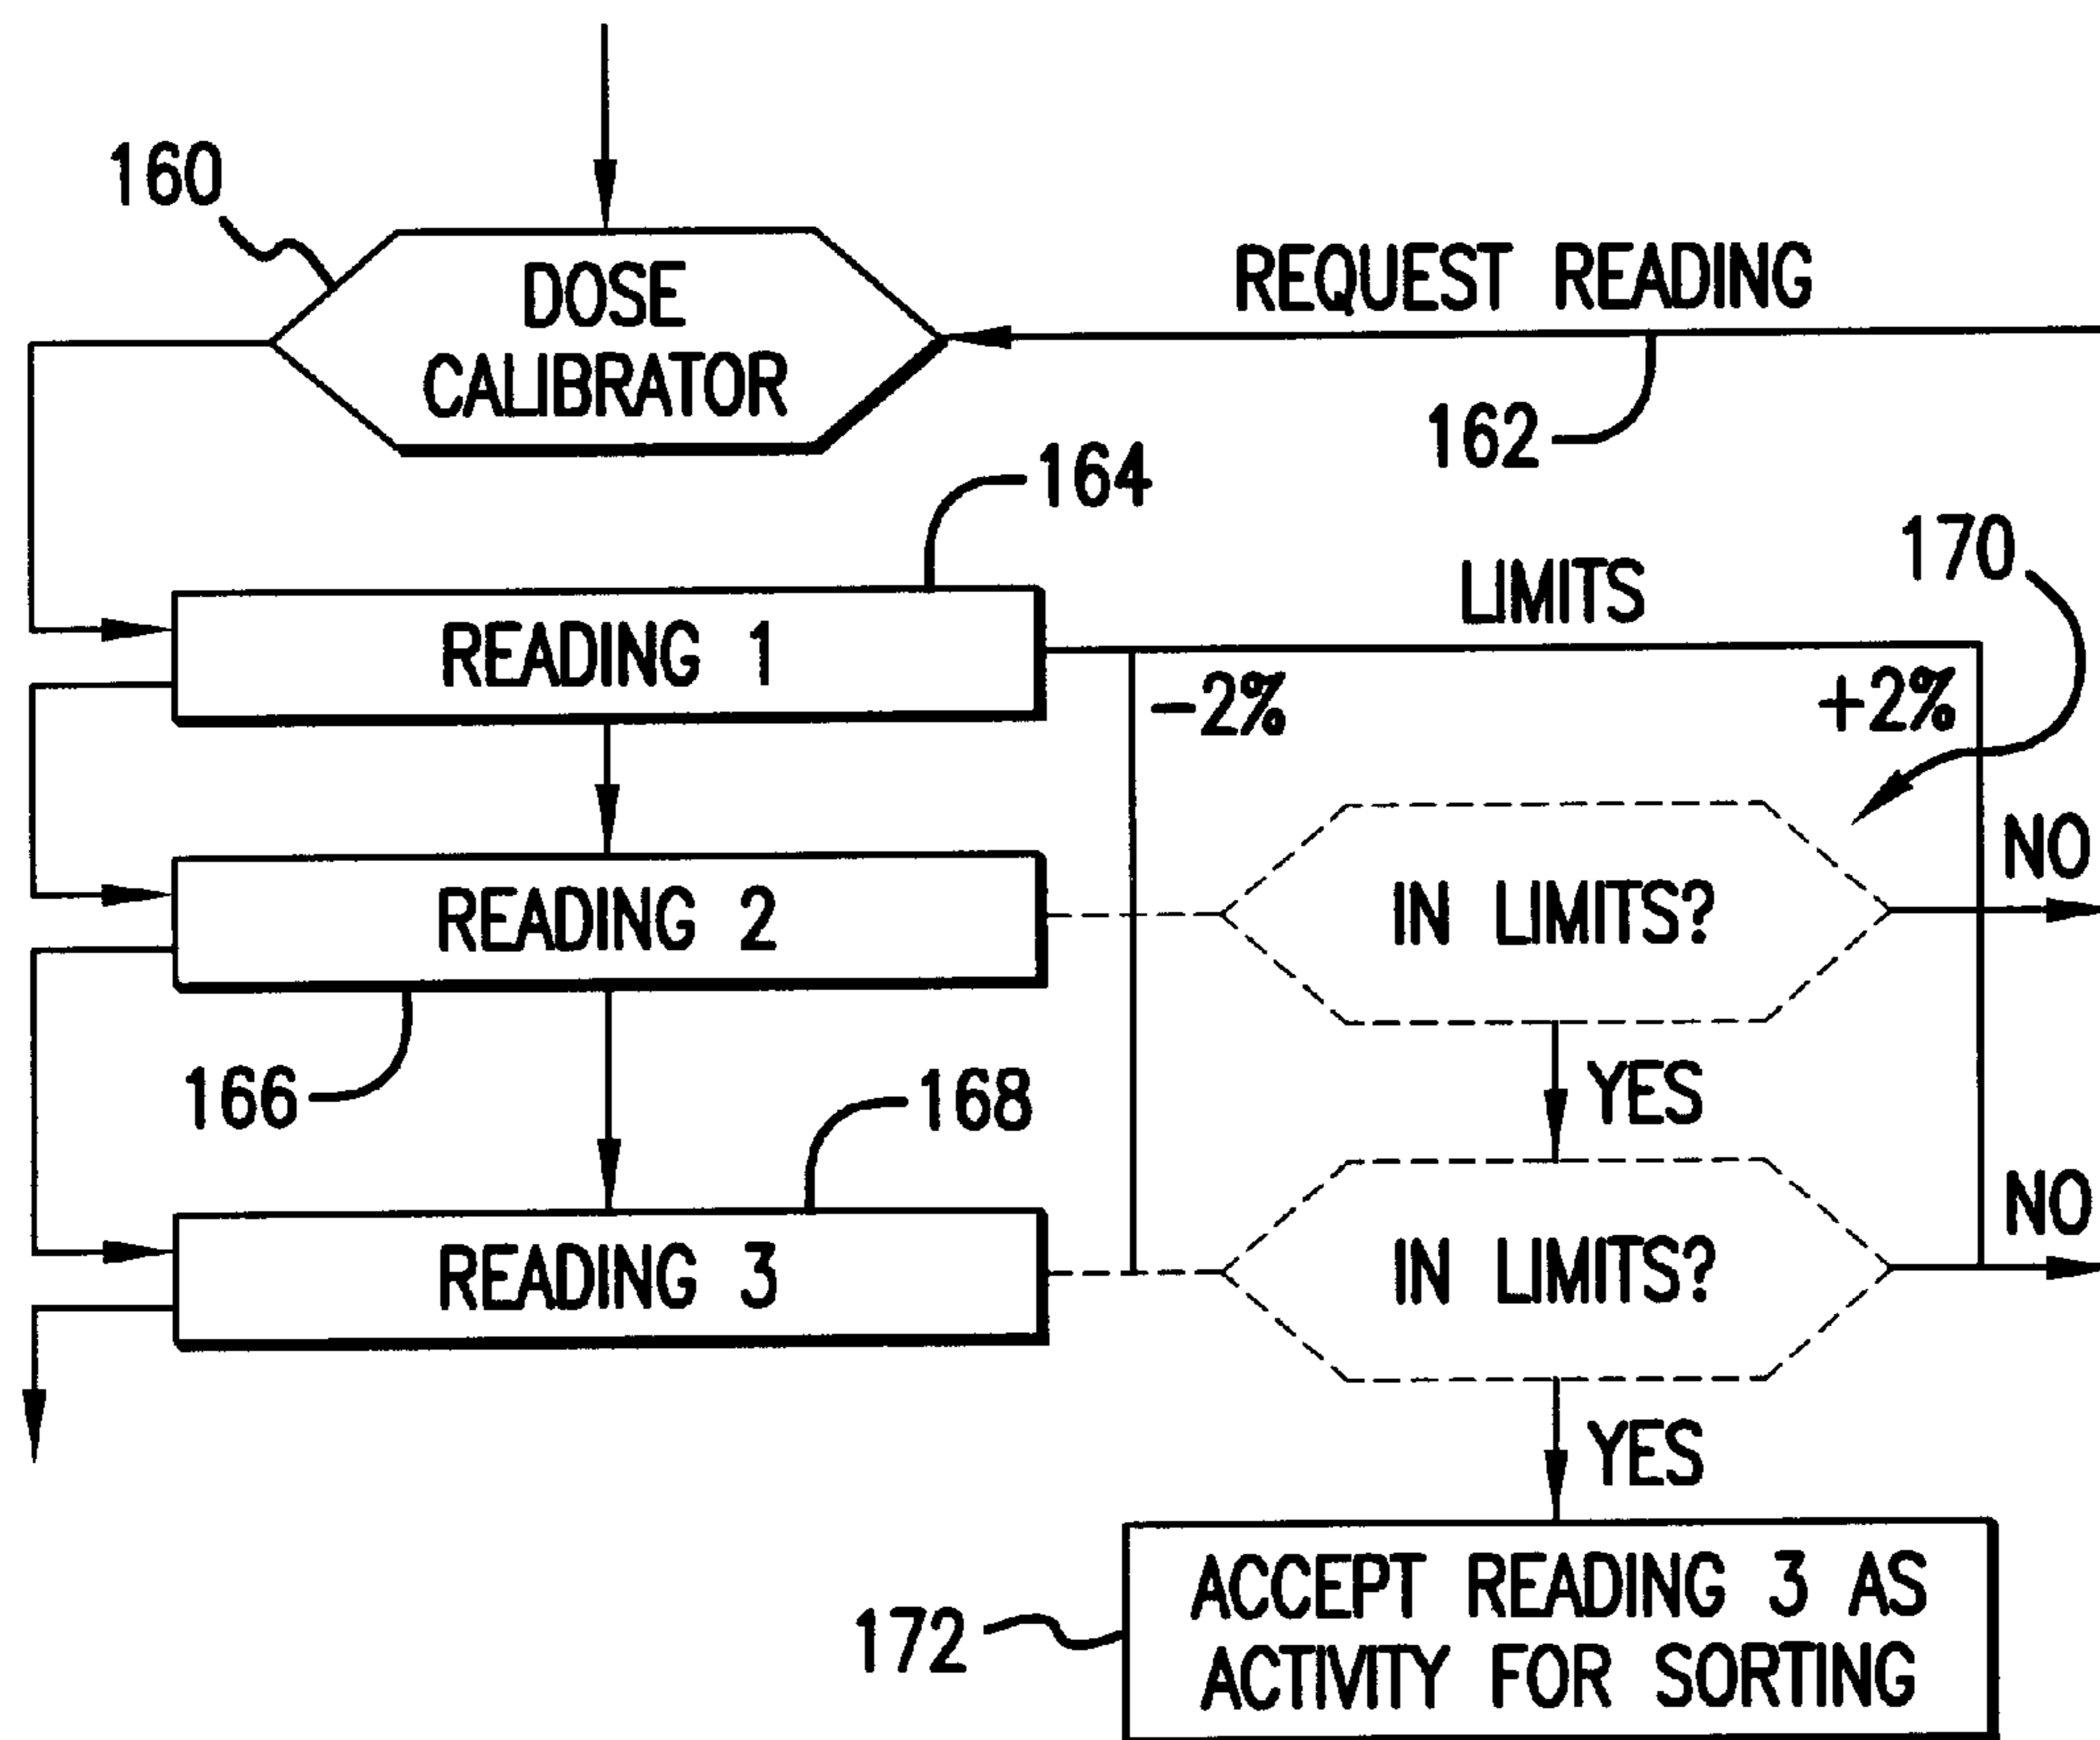 160
DOSE
CALIBRATOR
REQUEST READING
162
164
170
LIMITS
READING 1
-2%
+2%
NO
READING 2
IN LIMITS?
166
168
YES
NO
READING 3
IN LIMITS?
YES
172
ACCEPT READING 3 AS
ACTIVITY FOR SORTING